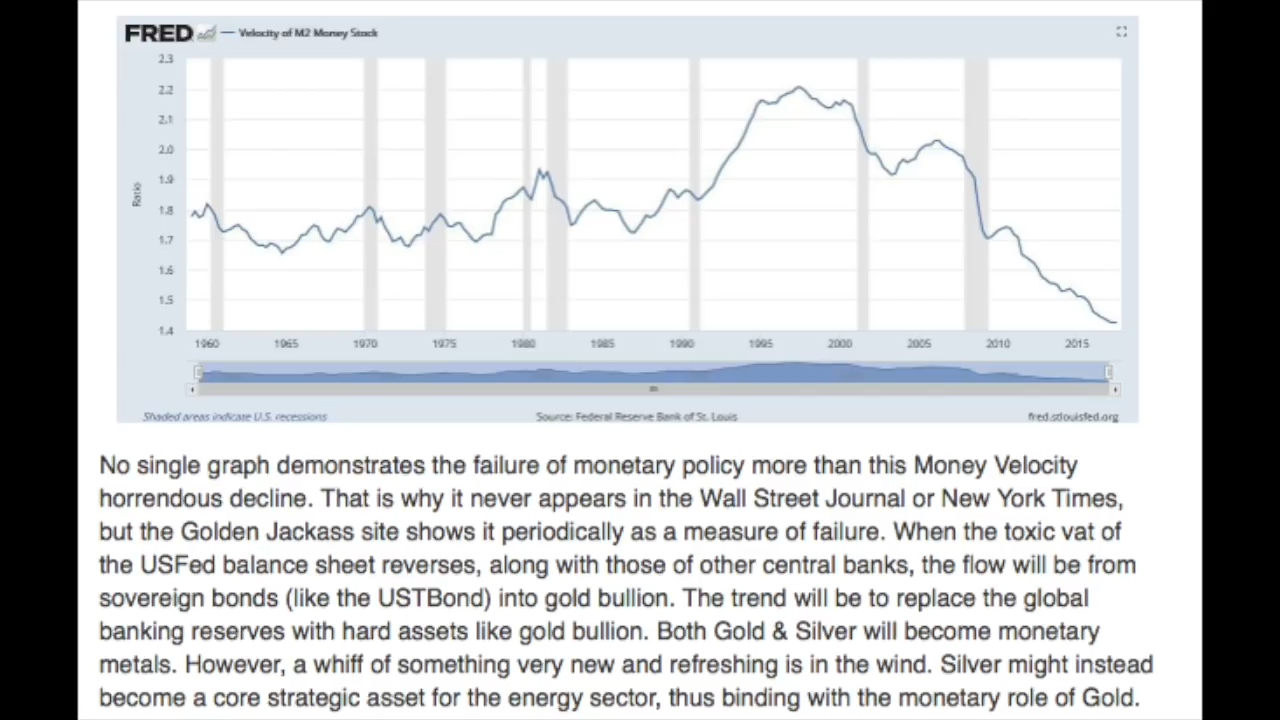 FRED — Velocity of M2 Money Stock
2.3
2.2
2.1
2.0
1.9
1.8
1.7
1.6
1.5
1.4
Ratio
1960 1965 1970 1975 1980 1985 1990 1995 2000 2005 2010 2015
Shaded areas indicate U.S. recessions Source: Federal Reserve Bank of St. Louis fred.stlouisfed.org
No single graph demonstrates the failure of monetary policy more than this Money Velocity
horrendous decline. That is why it never appears in the Wall Street Journal or New York Times,
but the Golden Jackass site shows it periodically as a measure of failure. When the toxic vat of
the USFed balance sheet reverses, along with those of other central banks, the flow will be from
sovereign bonds (like the USTBond) into gold bullion. The trend will be to replace the global
banking reserves with hard assets like gold bullion. Both Gold & Silver will become monetary
metals. However, a whiff of something very new and refreshing is in the wind. Silver might instead
become a core strategic asset for the energy sector, thus binding with the monetary role of Gold.